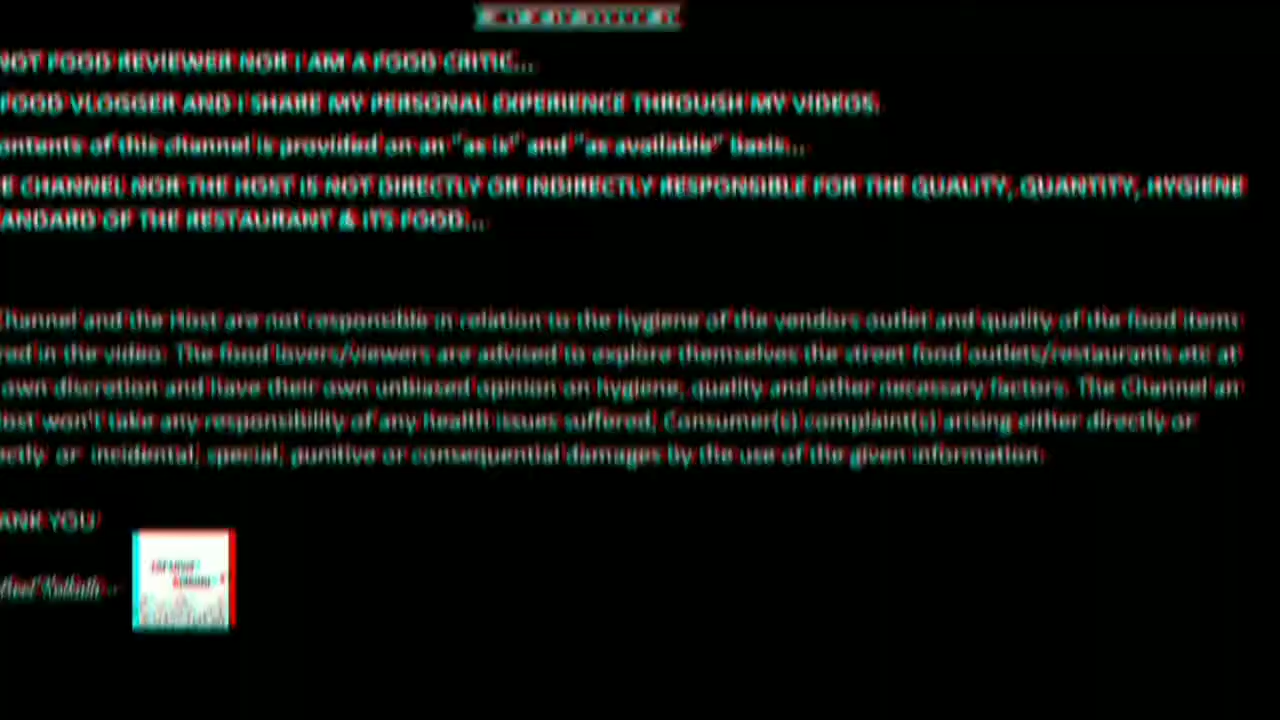 NOT FOOD REVIEWER NOR I AM A FOOD CRITIC...
FOOD VLOGGER AND I SHARE MY PERSONAL EXPERIENCE THROUGH MY VIDEOS.
ontents of this channel is provided on an "as is" and "as available" basis...
E CHANNEL NOR THE HOST IS NOT DIRECTLY OR INDIRECTLY RESPONSIBLE FOR THE QUALITY, QUANTITY, HYGIENE
ANDARD OF THE RESTAURANT & ITS FOOD...
Channel and the Host are not responsible in relation to the hygiene of the vendors outlet and quality of the food items
ed in the video. The food lovers/viewers are advised to explore themselves the street food outlets/restaurants etc at
own discretion and have their own unbiased opinion on hygiene, quality and other necessary factors. The Channel an
ost won't take any responsibility of any health issues suffered, Consumer(s) complaint(s) arising either directly or
ectly or incidental, special, punitive or consequential damages by the use of the given information.
ANK YOU